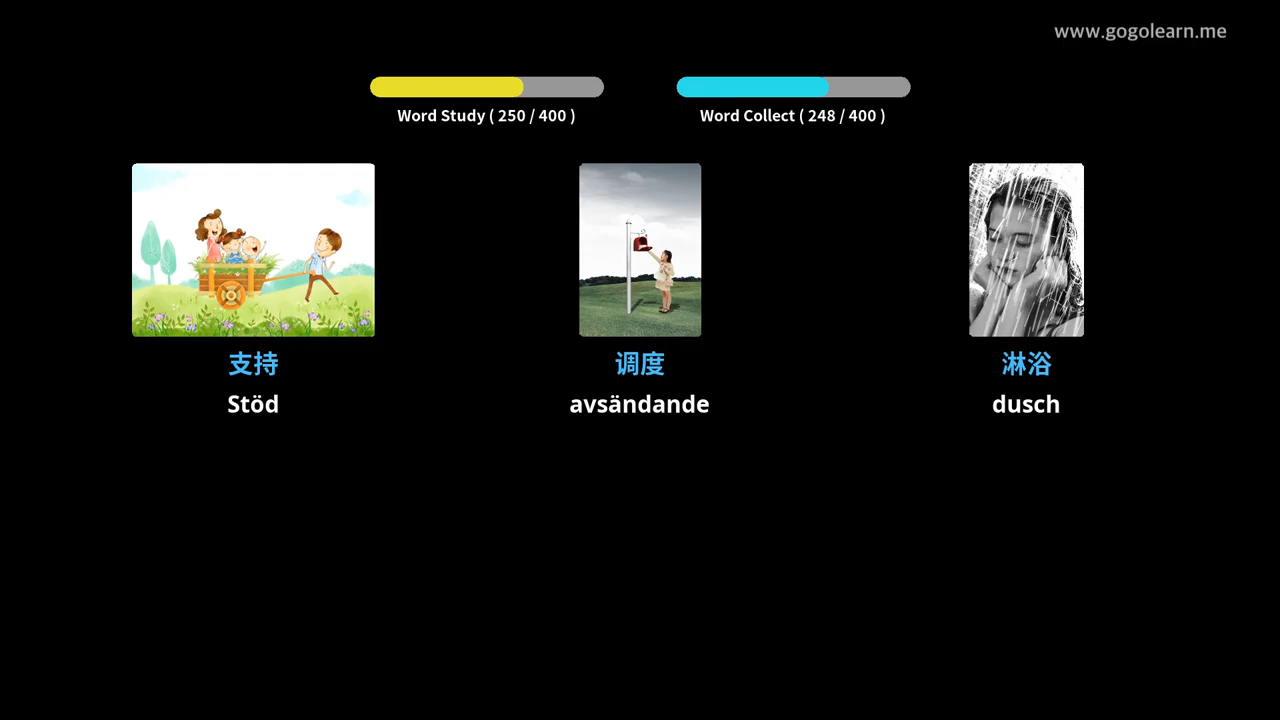 www.gogolearn.me
Word Study ( 250 / 400 )
Word Collect ( 248 / 400 )
支持
调度
淋浴
Stöd
avsändande
dusch